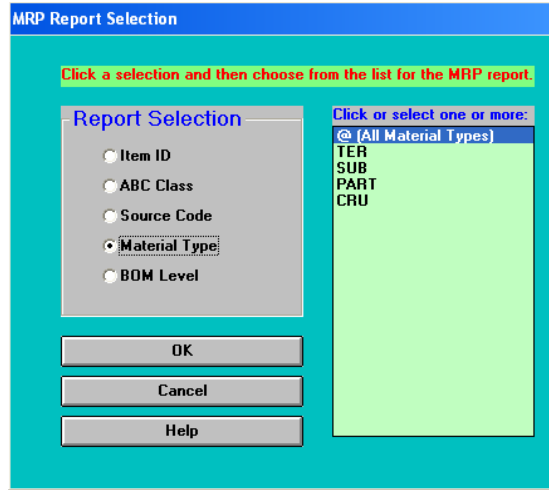 MRP Report Selection
Click a selection and then choose from the list for the MRP report.
Report Selection
Item ID
ABC Class
Source Code
Material Type
BOM Level
OK
Cancel
Help
Click or select one or more:
@ (All Material Types)
TER
SUB
PART
CRU